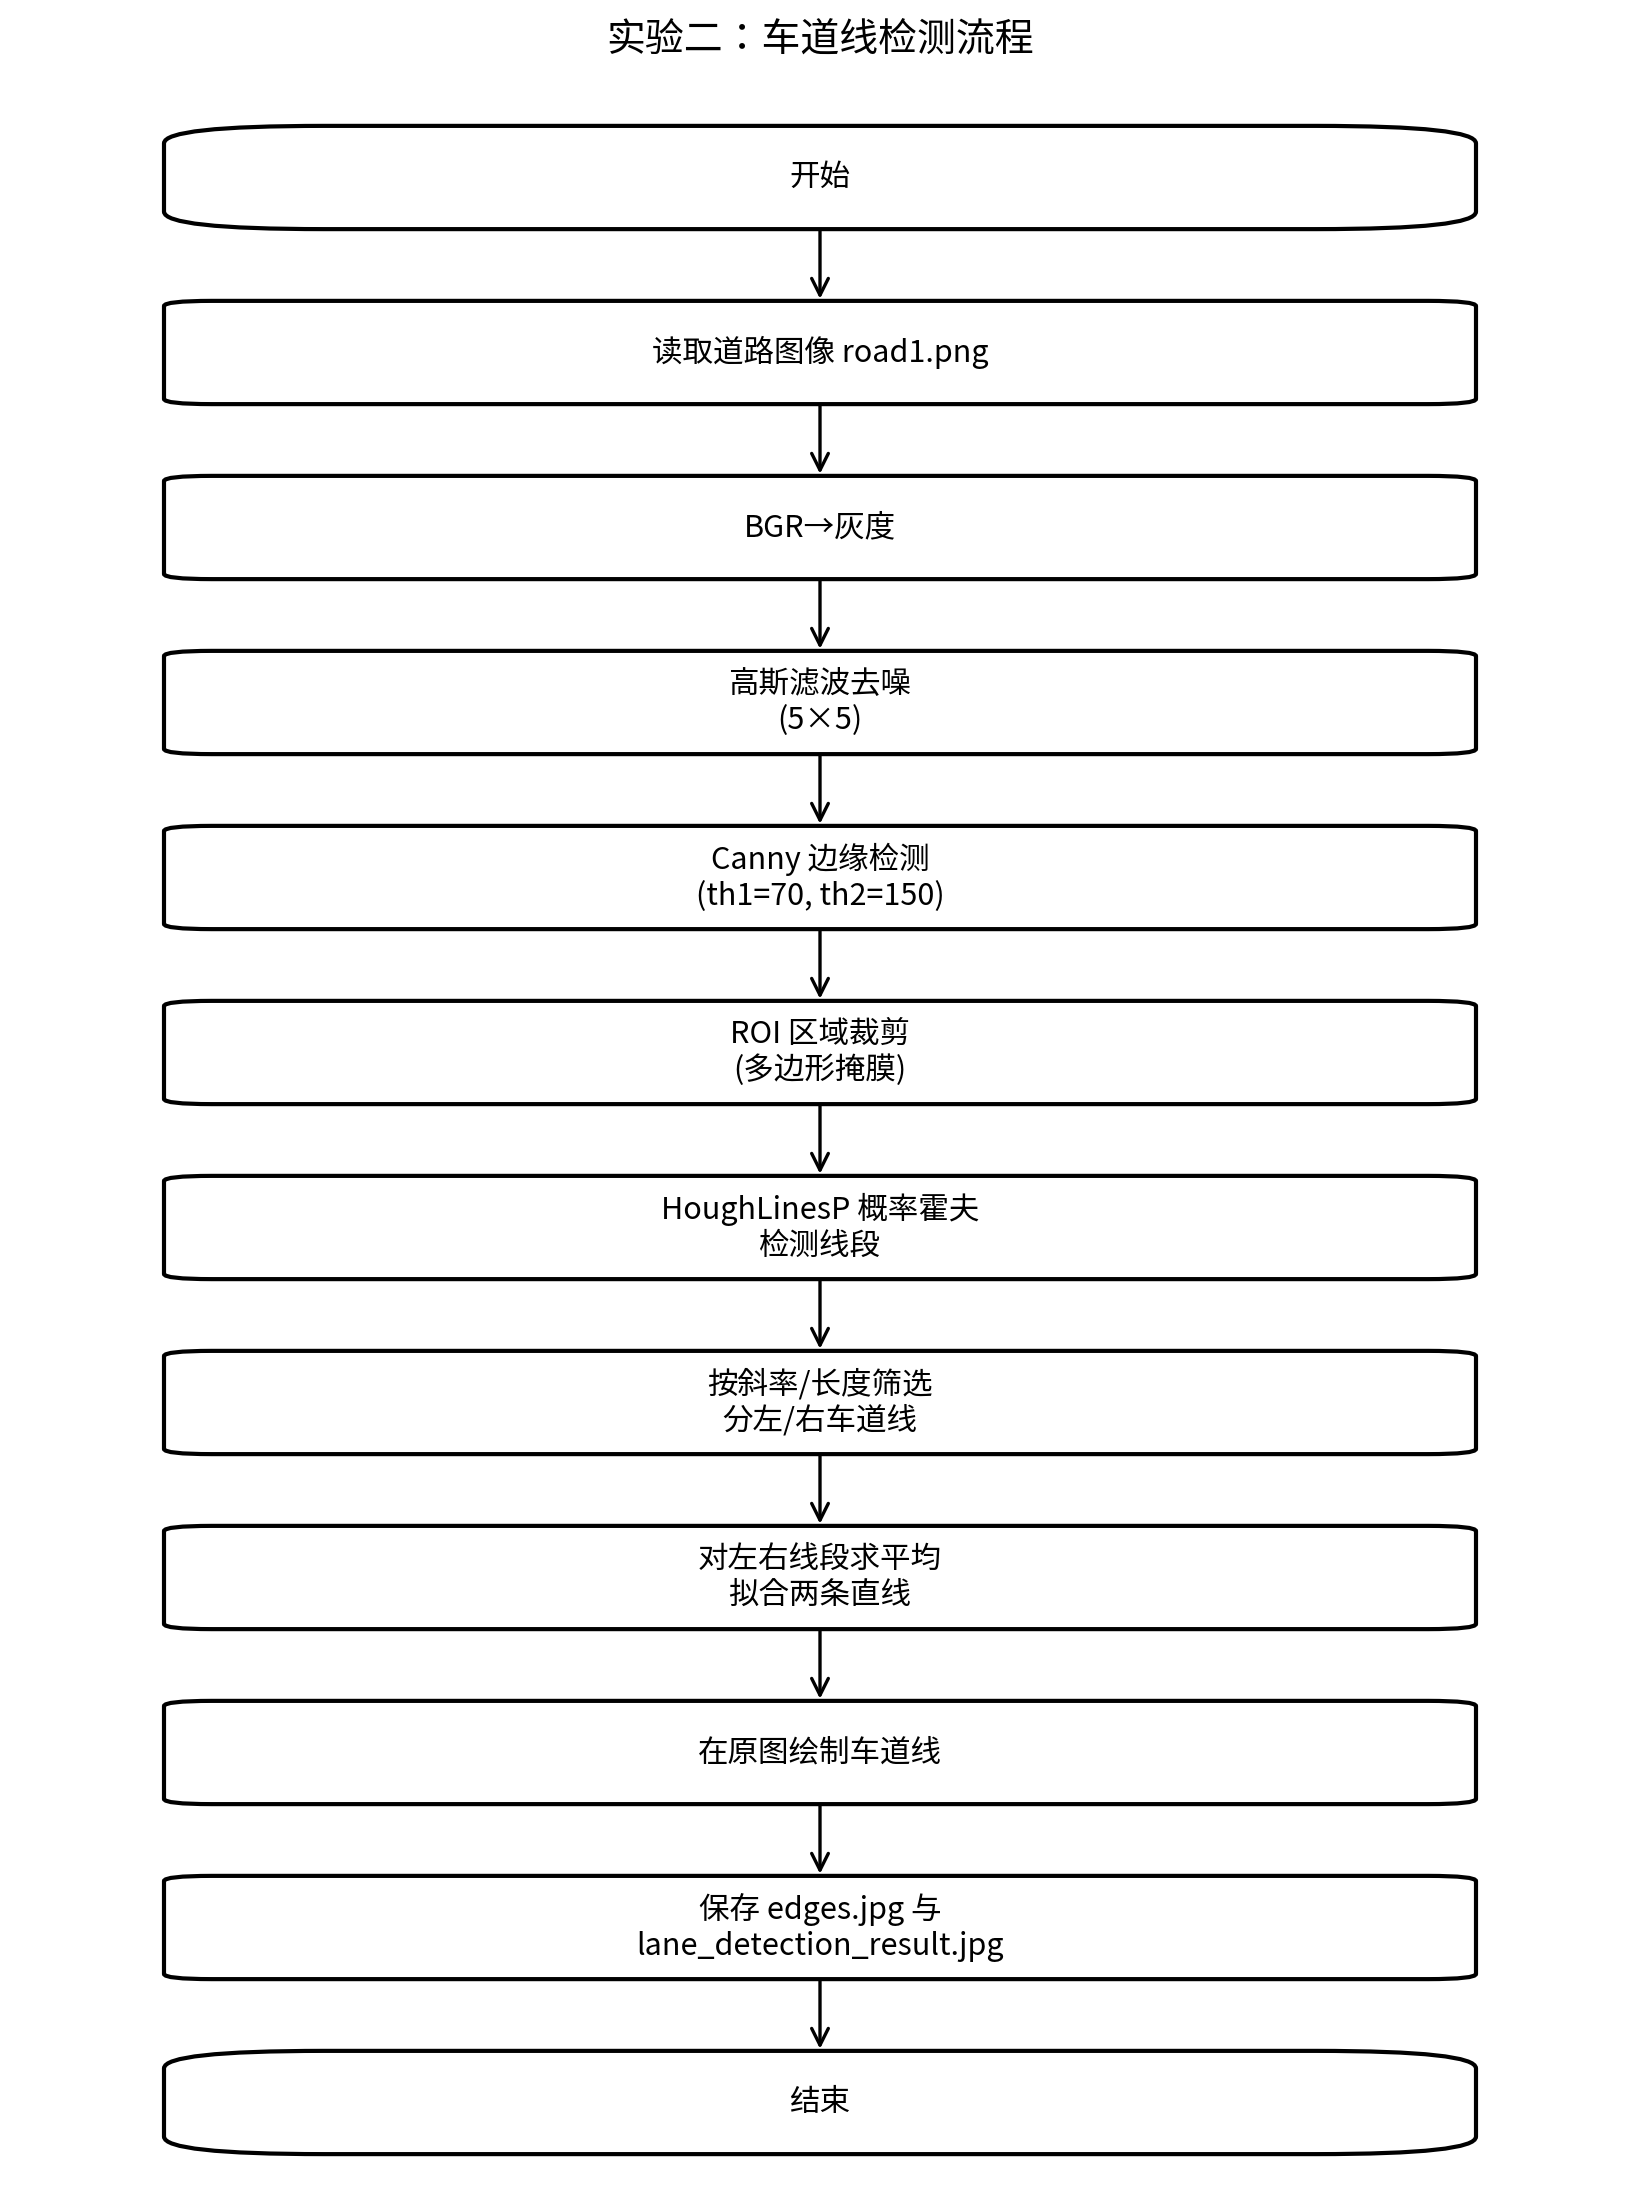 实验二：车道线检测流程
开始
读取道路图像 road1.png
BGR→灰度
高斯滤波去噪
(5×5)
Canny 边缘检测
(th1=70, th2=150)
ROI 区域裁剪
(多边形掩膜)
HoughLinesP 概率霍夫
检测线段
按斜率/长度筛选
分左/右车道线
对左右线段求平均
拟合两条直线
在原图绘制车道线
保存 edges.jpg 与
lane_detection_result.jpg
结束